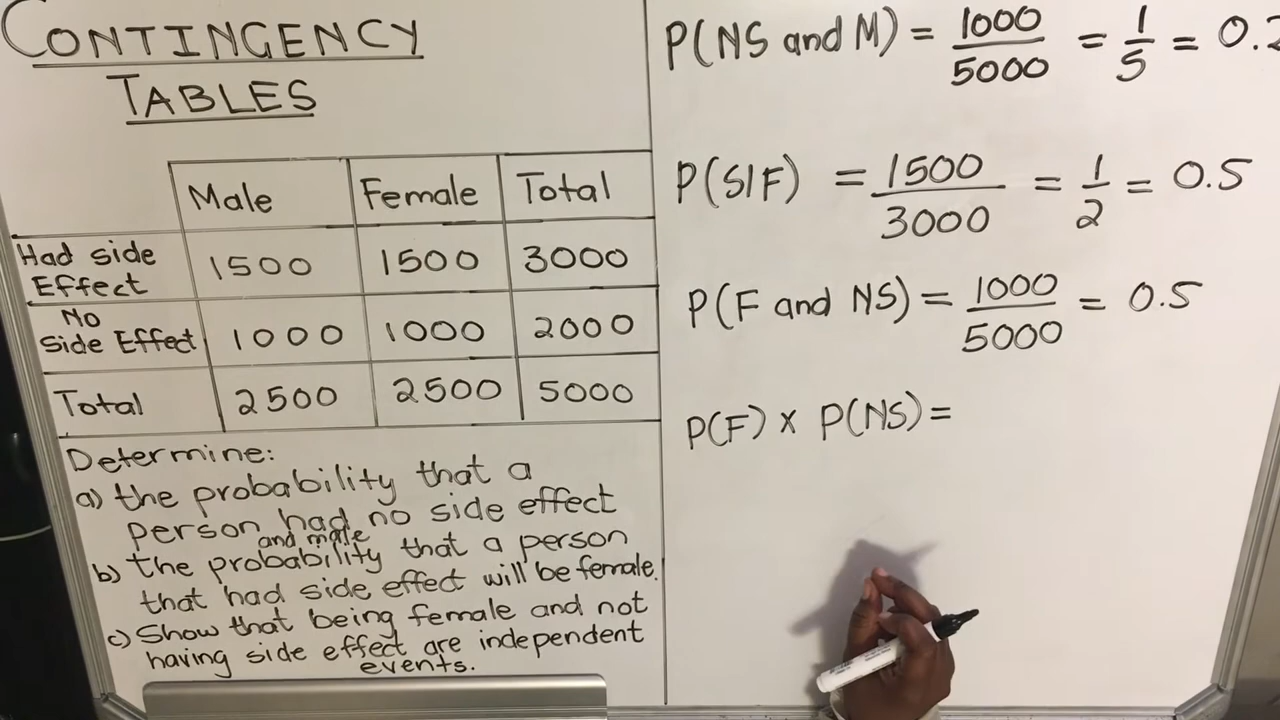 CONTINGENCY
TABLES
Male Female Total
Had side
Effect 1500 1500 3000
No
Side Effect 1000 1000 2000
Total 2500 2500 5000
Determine:
a) the probability that a
person had no side effect
and male
b) the probability that a person
that had side effect will be female.
c) Show that being female and not
having side effect are independent
events.
P(NS and M) = 1000/5000 = 1/5 = 0.2
P(S|F) = 1500/3000 = 1/2 = 0.5
P(F and NS) = 1000/5000 = 0.5
P(F) x P(NS) =